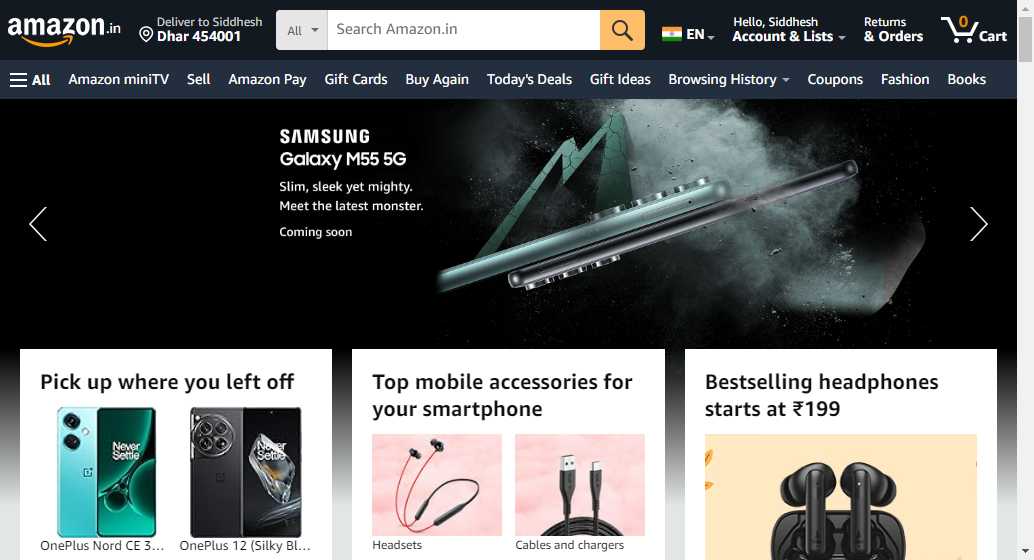 amazon.in
Deliver to Siddhesh
Dhar 454001
All
Search Amazon.in
EN
Hello, Siddhesh
Account & Lists
Returns
& Orders
0
Cart
All
Amazon miniTV
Sell
Amazon Pay
Gift Cards
Buy Again
Today's Deals
Gift Ideas
Browsing History
Coupons
Fashion
Books
SAMSUNG
Galaxy M55 5G
Slim, sleek yet mighty.
Meet the latest monster.
Coming soon
Pick up where you left off
Never
Settle
Never
Settle
OnePlus Nord CE 3...
OnePlus 12 (Silky Bl...
Top mobile accessories for
your smartphone
Headsets
Cables and chargers
Bestselling headphones
starts at ₹199